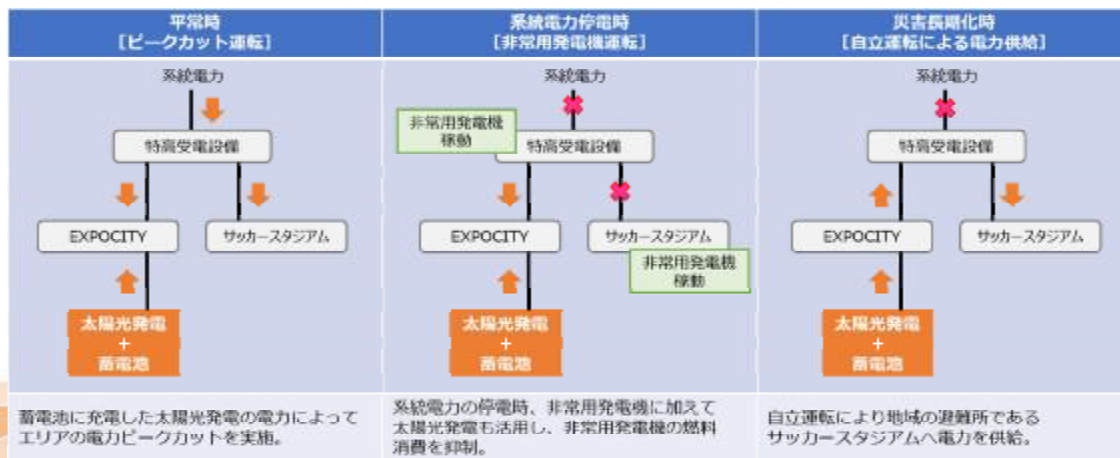 平常時
［ピークカット運転］
系統電力
特高受電設備
EXPOCITY
サッカースタジアム
太陽光発電
+
蓄電池
蓄電池に充電した太陽光発電の電力によって
エリアの電力ピークカットを実施。
系統電力停電時
［非常用発電機運転］
系統電力
非常用発電機
稼動
特高受電設備
EXPOCITY
サッカースタジアム
非常用発電機
稼動
太陽光発電
+
蓄電池
系統電力の停電時、非常用発電機に加えて
太陽光発電も活用し、非常用発電機の燃料
消費を抑制。
災害長期化時
［自立運転による電力供給］
系統電力
特高受電設備
EXPOCITY
サッカースタジアム
太陽光発電
+
蓄電池
自立運転により地域の避難所である
サッカースタジアムへ電力を供給。